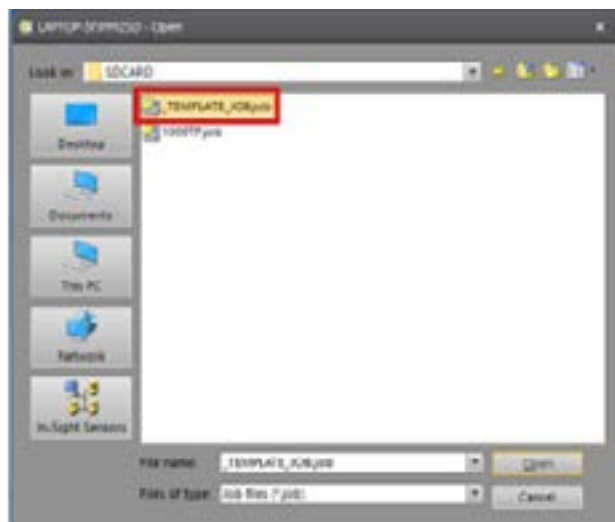 Open
Look in:
SDCARD
_TEMPLATE_JOB.job
Desktop
Documents
This PC
Network
In-Sight Sensors
File name:
_TEMPLATE_JOB.job
Open
Files of type:
Job files (*.job)
Cancel